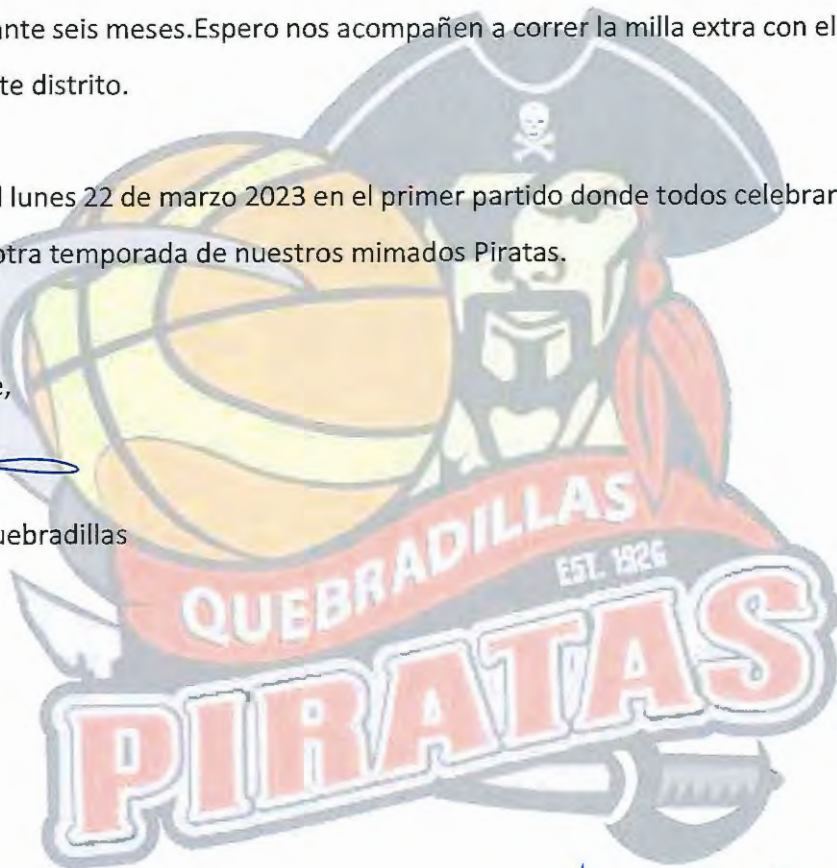 ante seis meses.Espero nos acompañen a correr la milla extra con el
te distrito.
l lunes 22 de marzo 2023 en el primer partido donde todos celebrar
otra temporada de nuestros mimados Piratas.
e,
uebradillas
QUEBRADILLAS
EST. 1926
PIRATAS